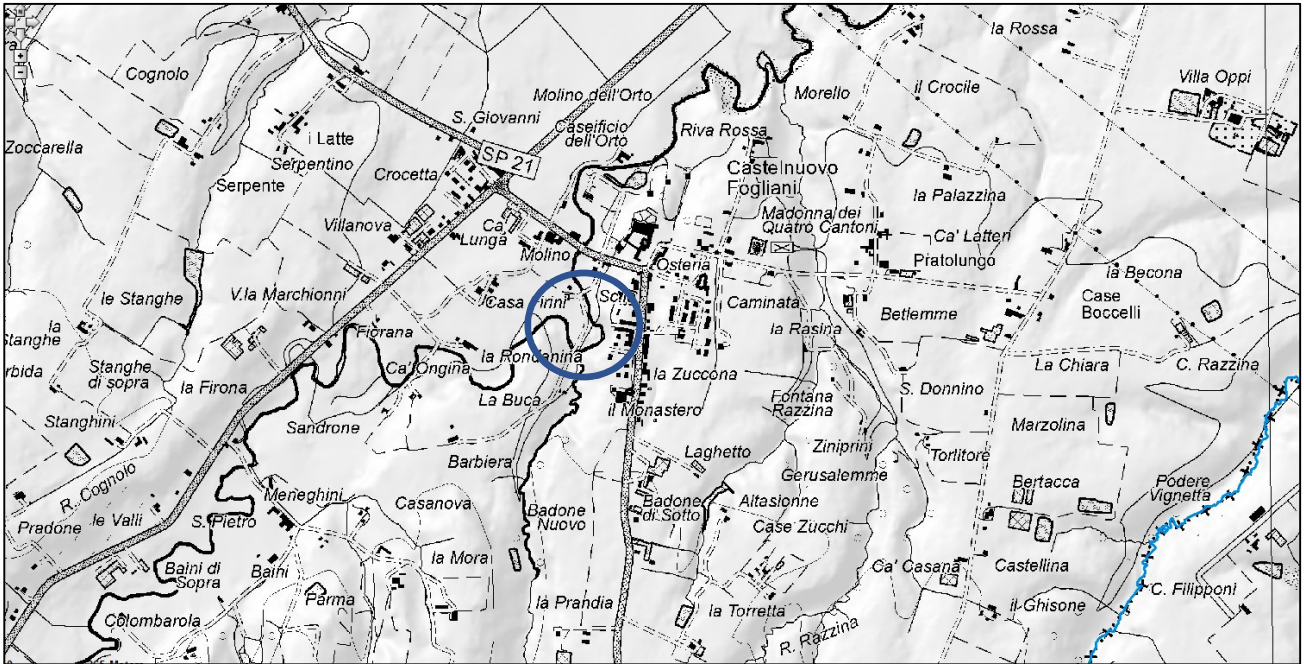 la Rossa
Cognolo
Villa Oppi
Molino dell'Orto
Morello
il Crocile
S. Giovanni
Caseificio
dell'Orto
Riva Rossa
i Latte
Zoccarella
Serpentino
SP 21
Crocetta
Castelnuovo
Fogliani
Serpente
la Palazzina
Villanova
Ca'
Lunga
Madonna dei
Quatro Cantoni
Ca' Latteri
Molino
Pratolungo
Osteria
la Becona
le Stanghe
V.la Marchionni
Casa
irini
Caminata
Betlemme
Case
Boccelli
la
Stanghe
Fiorana
la Rasina
la Rondanina
La Chiara
C. Razzina
Stanghe
di sopra
la Firona
Ca' Ongina
la Zuccona
S. Donnino
La Buca
Fontana
Razzina
il Monastero
Stanghini
Sandrone
Marzolina
Ziniprini
Torlitore
Laghetto
Barbiera
Gerusalemme
R. Cognolo
Bertacca
Podere
Vignetta
Meneghini
Casanova
Badone
di Sotto
Altasionne
Badone
Nuovo
Pradone
le Valli
S. Pietro
Case Zucchi
la Mora
Baini di
Sopra
Baini
Ca' Casana
Castellina
C. Filipponi
Parma
la Prandia
la Torretta
il Ghisone
Colombarola
R. Razzina